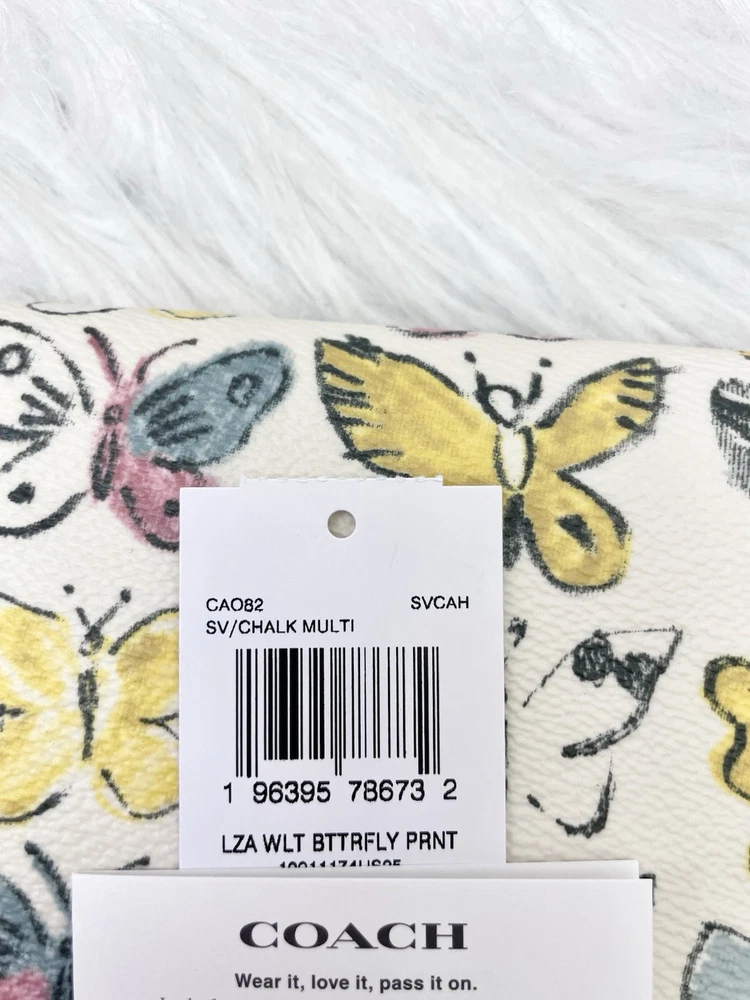 CAO82 SVCAH
SV/CHALK MULTI
1 96395 78673 2
LZA WLT BTTRFLY PRNT
COACH
Wear it, love it, pass it on.